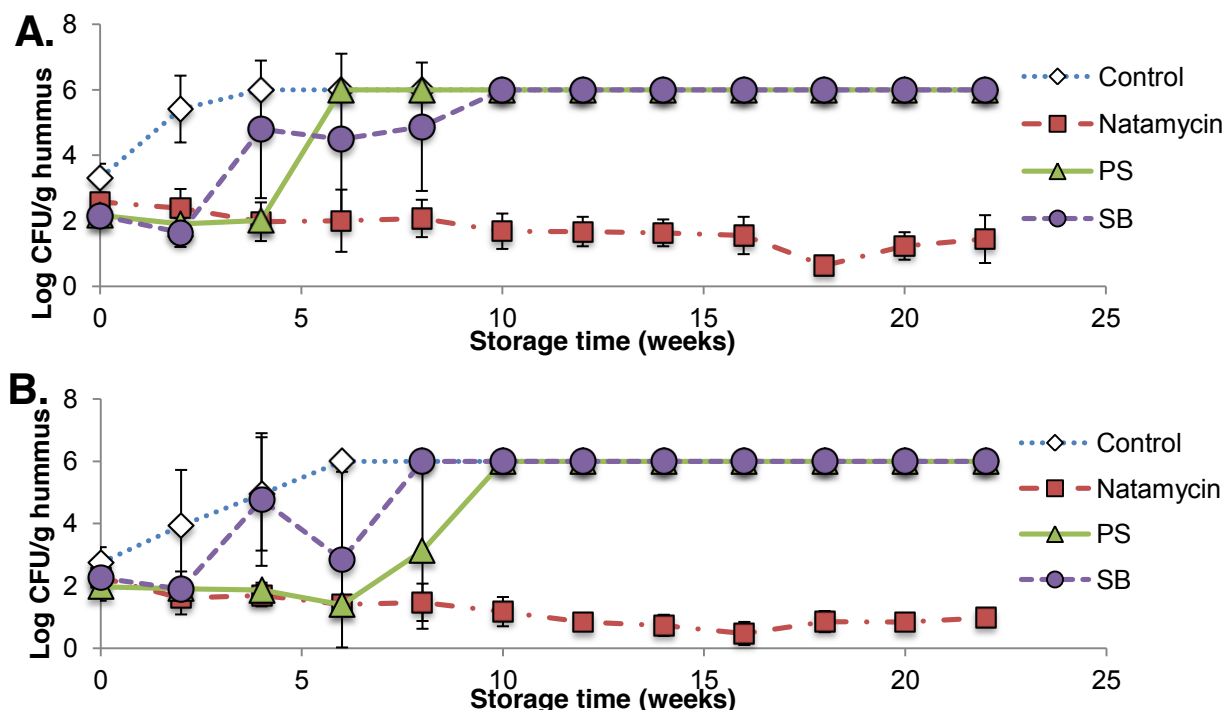 A.
Log CFU/g hummus
8
6
4
2
0
0 5 10 15 20 25
Storage time (weeks)
Control
Natamycin
PS
SB
B.
Log CFU/g hummus
8
6
4
2
0
0 5 10 15 20 25
Storage time (weeks)
Control
Natamycin
PS
SB